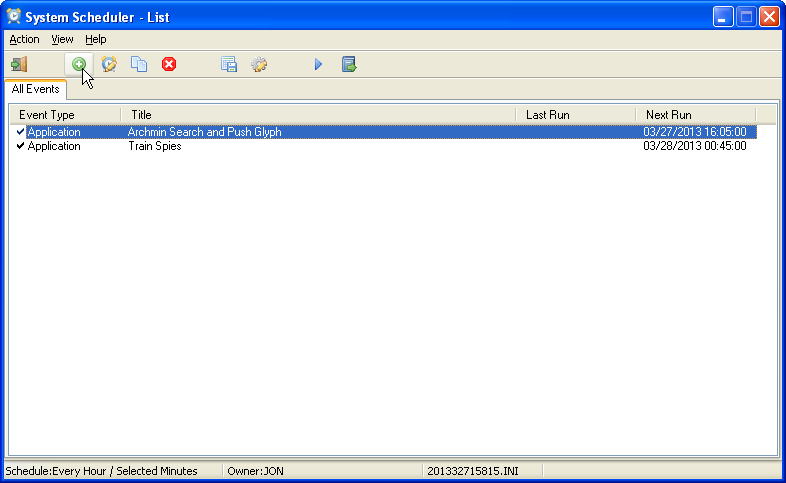 System Scheduler - List
Action View Help
All Events
Event Type Title Last Run Next Run
Application Archmin Search and Push Glyph 03/27/2013 16:05:00
Application Train Spies 03/28/2013 00:45:00
Schedule:Every Hour / Selected Minutes Owner:JON 201332715815.INI